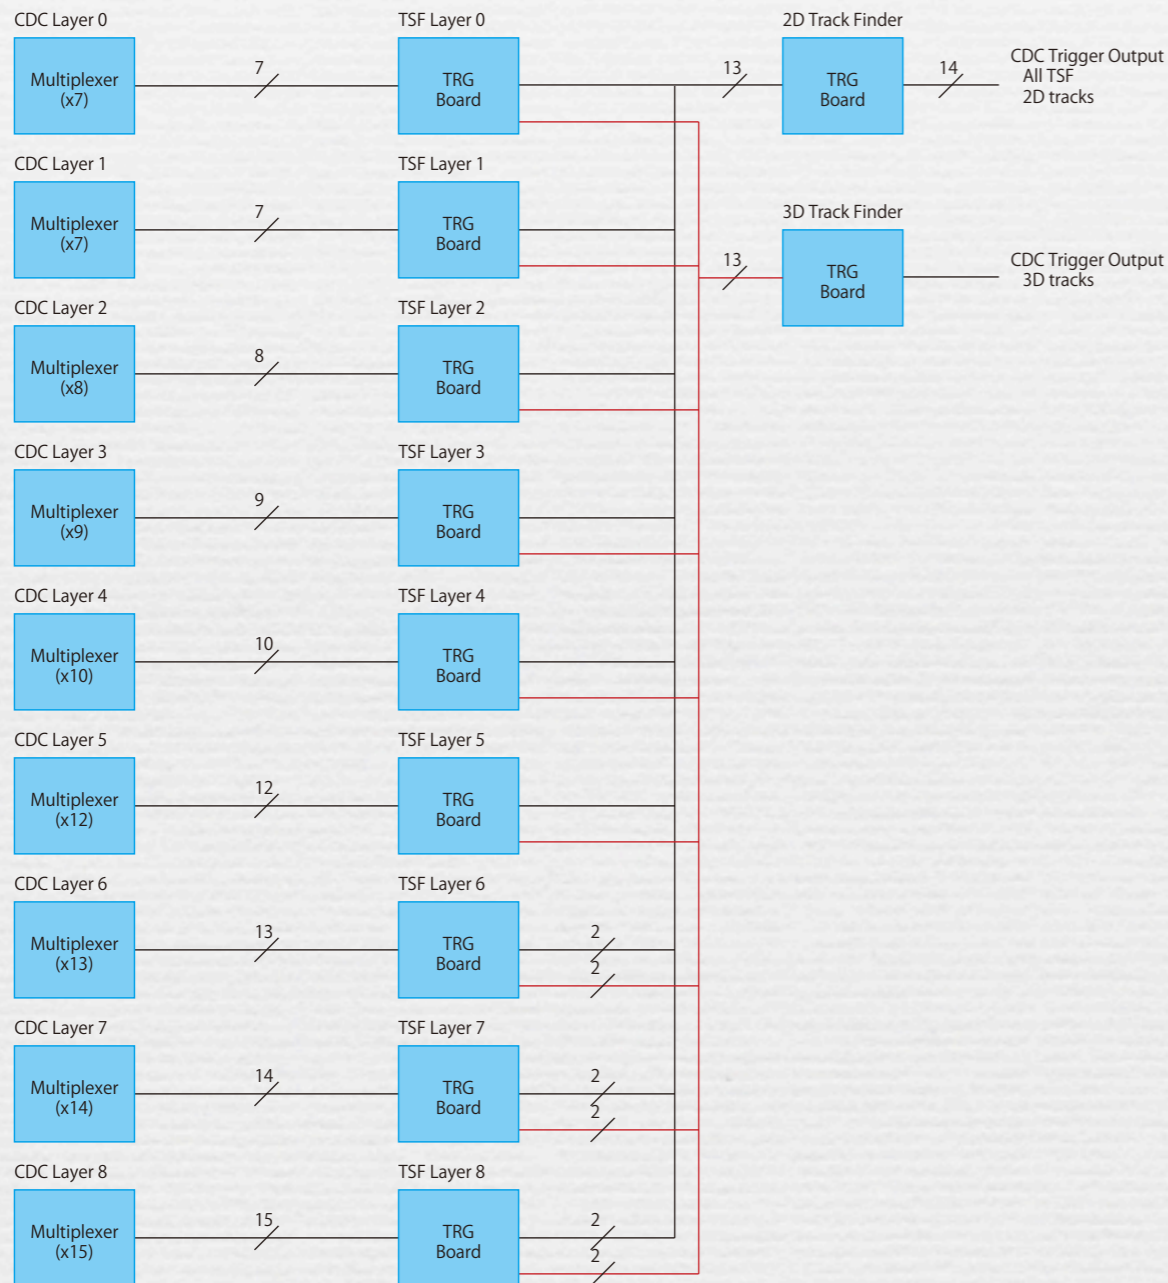 CDC Layer 0
TSF Layer 0
2D Track Finder
Multiplexer
(x7)
7
TRG
Board
13
TRG
Board
14
CDC Trigger Output
All TSF
2D tracks
CDC Layer 1
TSF Layer 1
Multiplexer
(x7)
7
TRG
Board
3D Track Finder
13
TRG
Board
CDC Trigger Output
3D tracks
CDC Layer 2
TSF Layer 2
Multiplexer
(x8)
8
TRG
Board
CDC Layer 3
TSF Layer 3
Multiplexer
(x9)
9
TRG
Board
CDC Layer 4
TSF Layer 4
Multiplexer
(x10)
10
TRG
Board
CDC Layer 5
TSF Layer 5
Multiplexer
(x12)
12
TRG
Board
CDC Layer 6
TSF Layer 6
Multiplexer
(x13)
13
TRG
Board
2
2
CDC Layer 7
TSF Layer 7
Multiplexer
(x14)
14
TRG
Board
2
2
CDC Layer 8
TSF Layer 8
Multiplexer
(x15)
15
TRG
Board
2
2